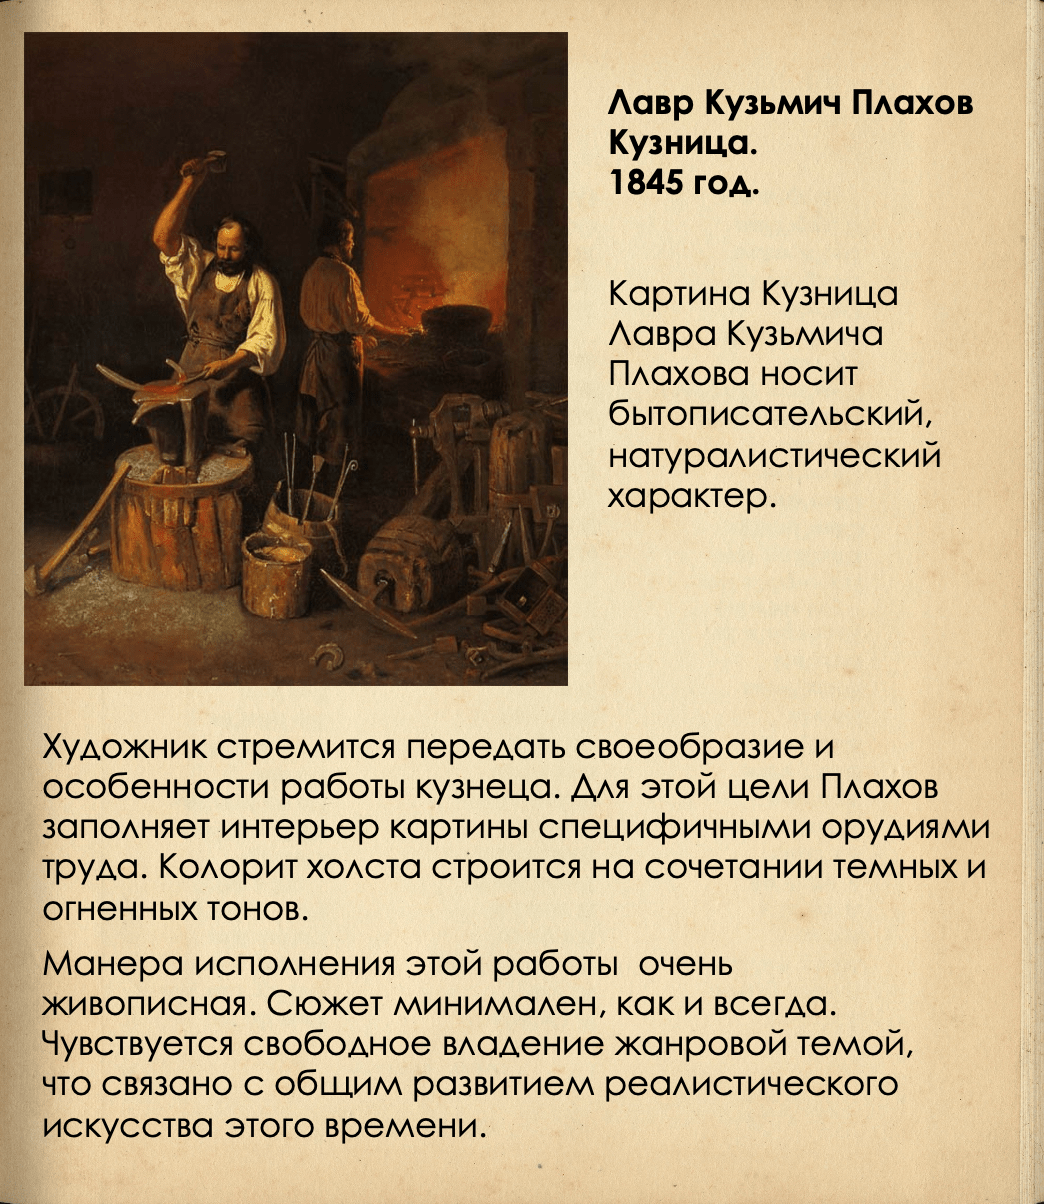 Лавр Кузьмич Плахов
Кузница.
1845 год.
Картина Кузница
Лавра Кузьмича
Плахова носит
бытописательский,
натуралистический
характер.
Художник стремится передать своеобразие и
особенности работы кузнеца. Для этой цели Плахов
заполняет интерьер картины специфичными орудиями
труда. Колорит холста строится на сочетании темных и
огненных тонов.
Манера исполнения этой работы  очень
живописная. Сюжет минимален, как и всегда.
Чувствуется свободное владение жанровой темой,
что связано с общим развитием реалистического
искусства этого времени.